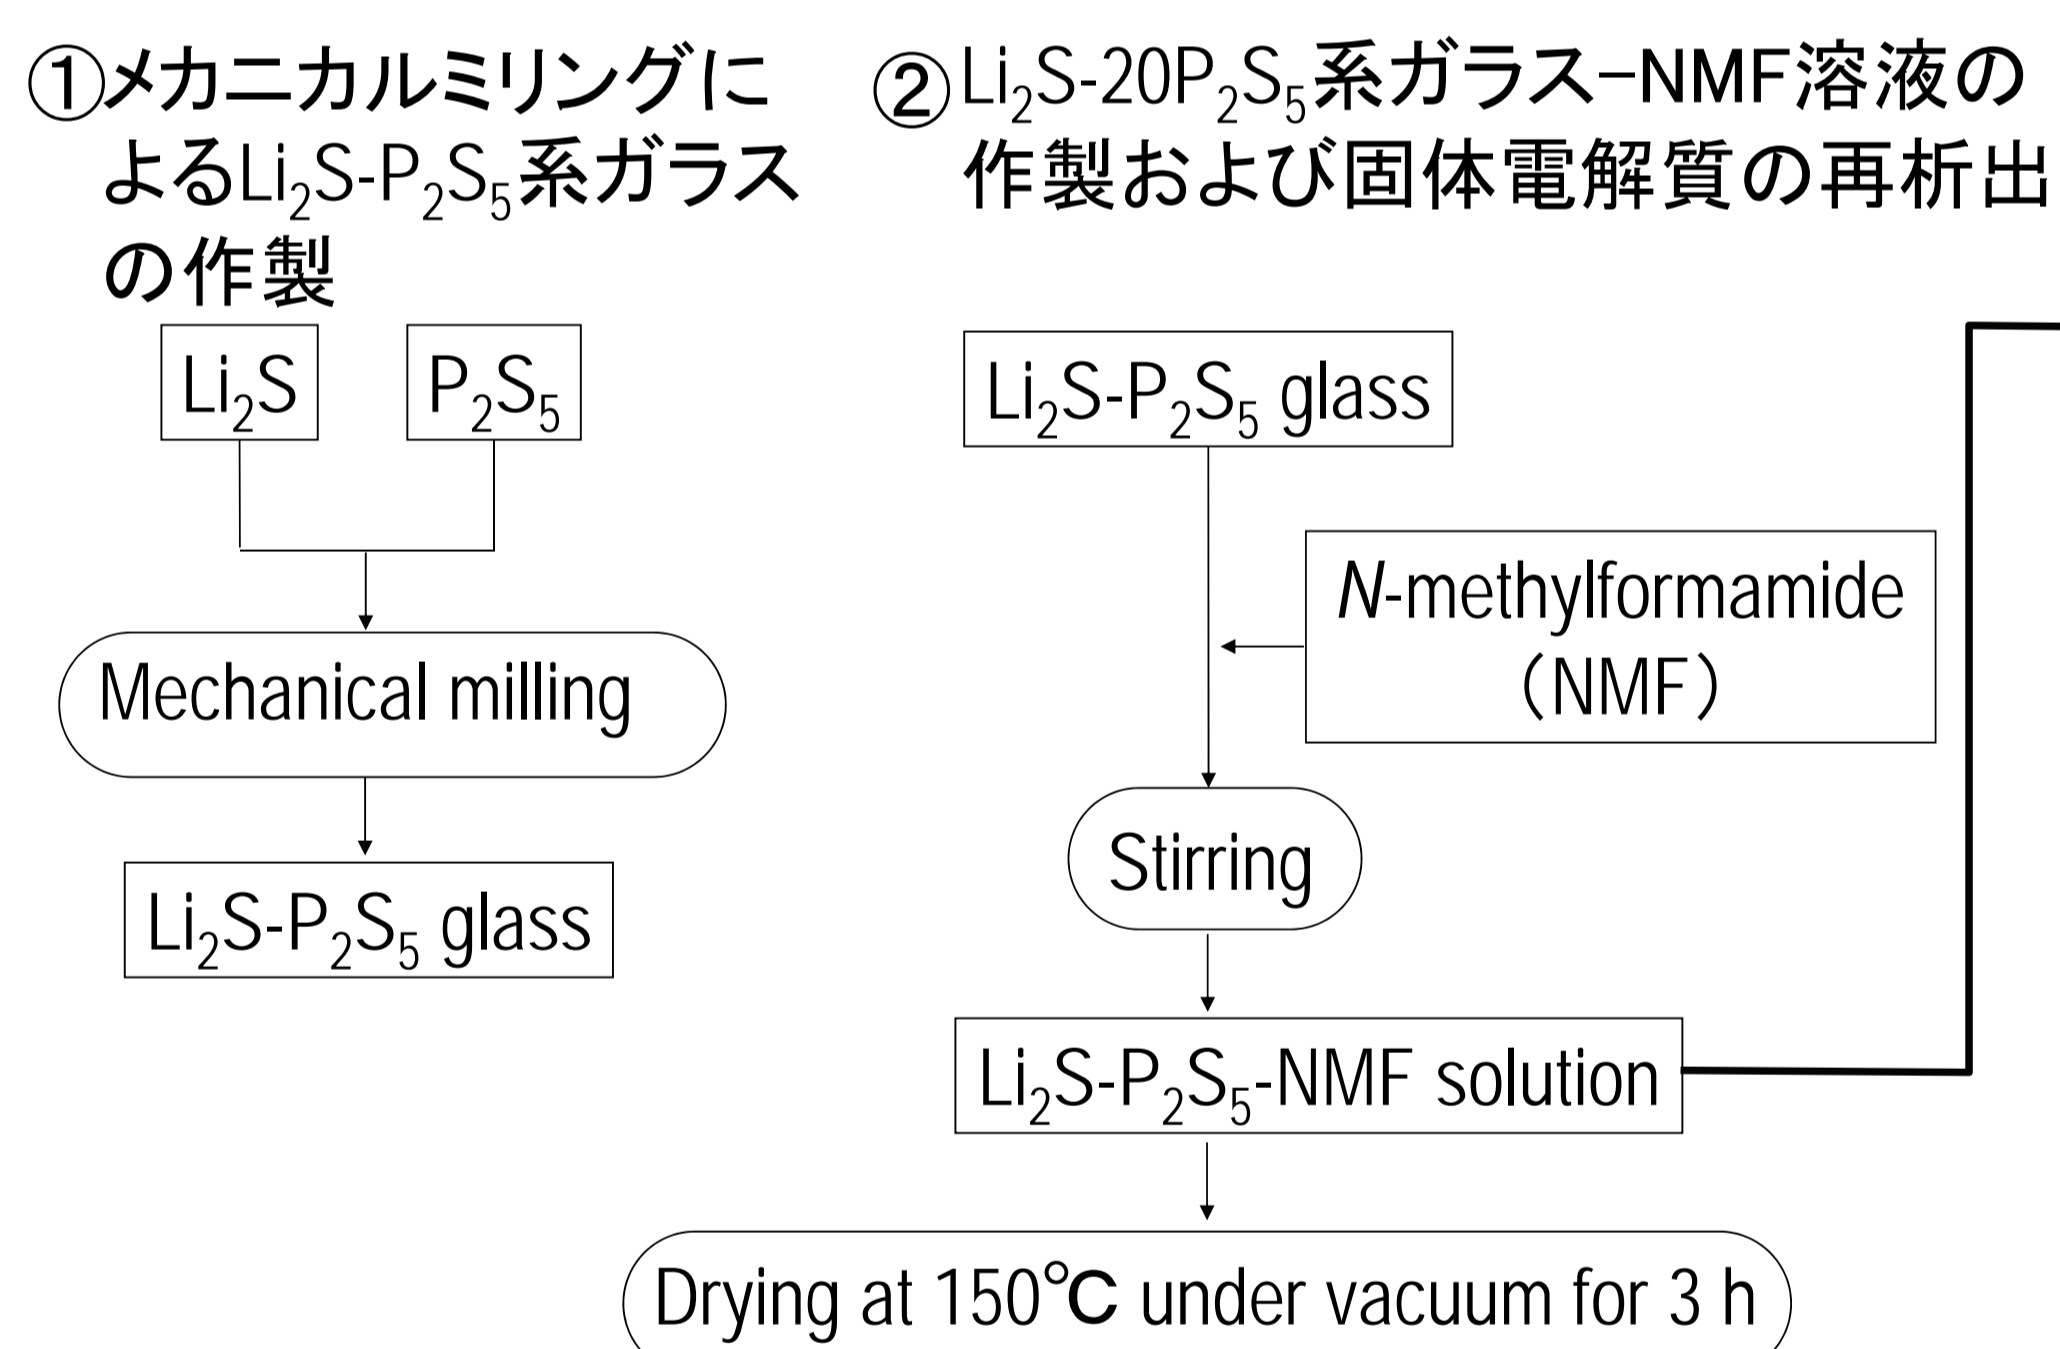 ①メカニカルミリングに
よるLi₂S-P₂S₅系ガラス
の作製
Li₂S
P₂S₅
Mechanical milling
Li₂S-P₂S₅ glass
②Li₂S-20P₂S₅系ガラス−NMF溶液の
作製および固体電解質の再析出
Li₂S-P₂S₅ glass
N-methylformamide
（NMF）
Stirring
Li₂S-P₂S₅-NMF solution
Drying at 150℃ under vacuum for 3 h